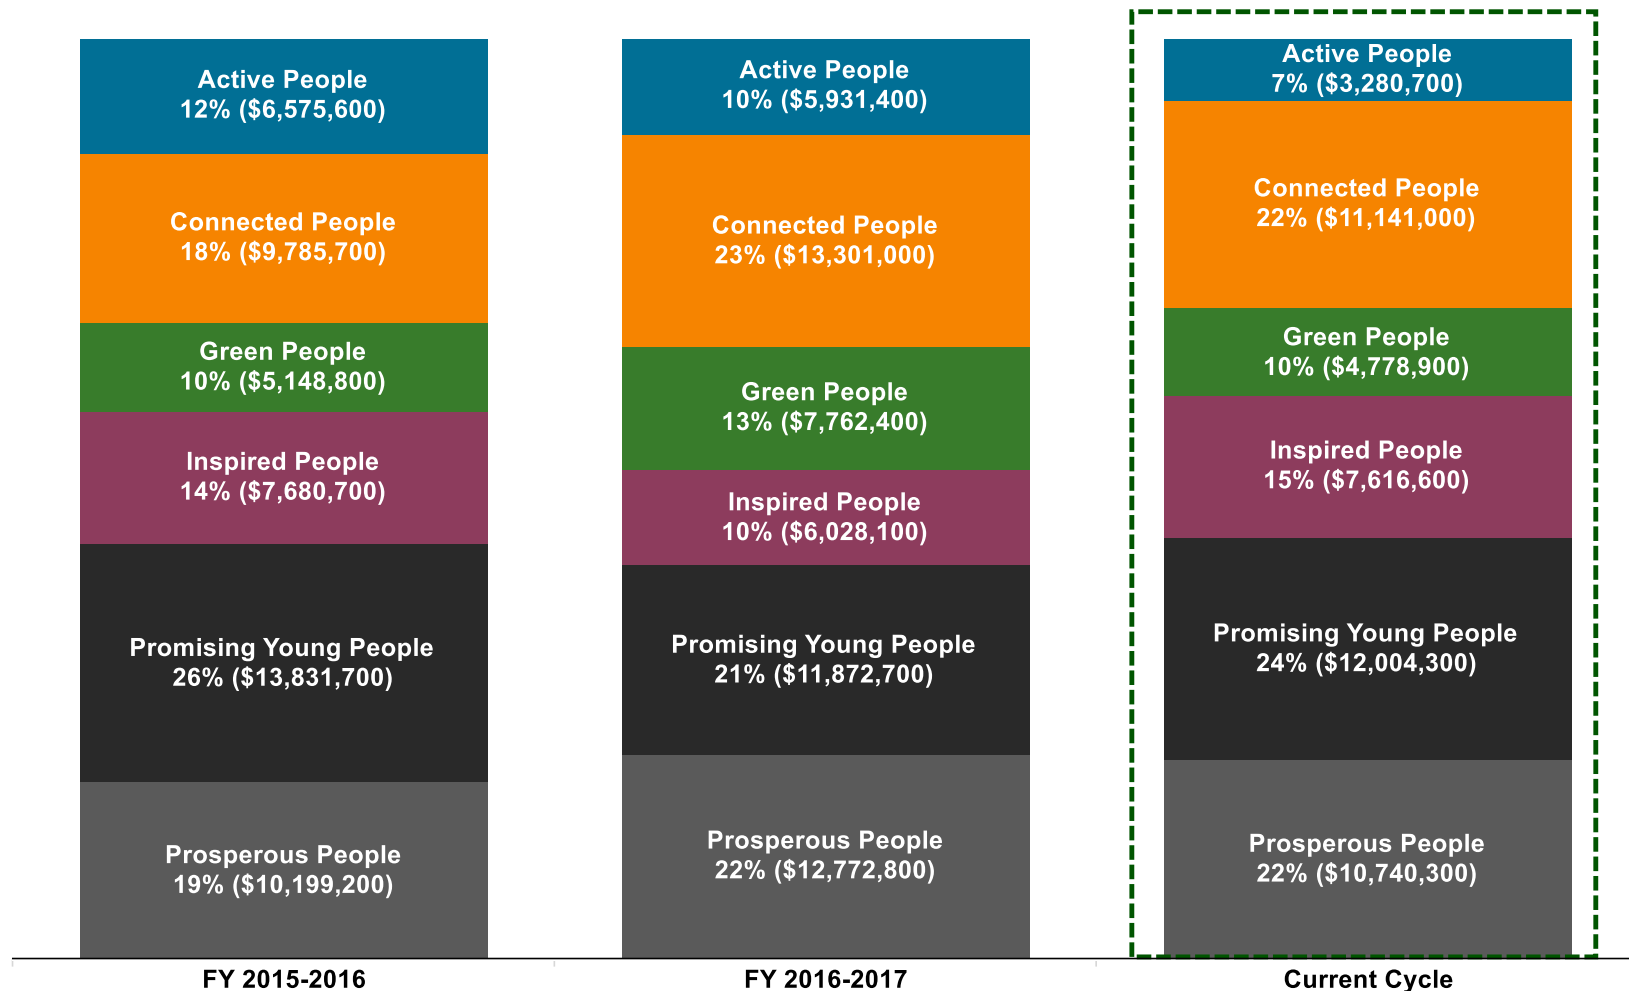 Active People
12% ($6,575,600)
Connected People
18% ($9,785,700)
Green People
10% ($5,148,800)
Inspired People
14% ($7,680,700)
Promising Young People
26% ($13,831,700)
Prosperous People
19% ($10,199,200)
FY 2015-2016
Active People
10% ($5,931,400)
Connected People
23% ($13,301,000)
Green People
13% ($7,762,400)
Inspired People
10% ($6,028,100)
Promising Young People
21% ($11,872,700)
Prosperous People
22% ($12,772,800)
FY 2016-2017
Active People
7% ($3,280,700)
Connected People
22% ($11,141,000)
Green People
10% ($4,778,900)
Inspired People
15% ($7,616,600)
Promising Young People
24% ($12,004,300)
Prosperous People
22% ($10,740,300)
Current Cycle